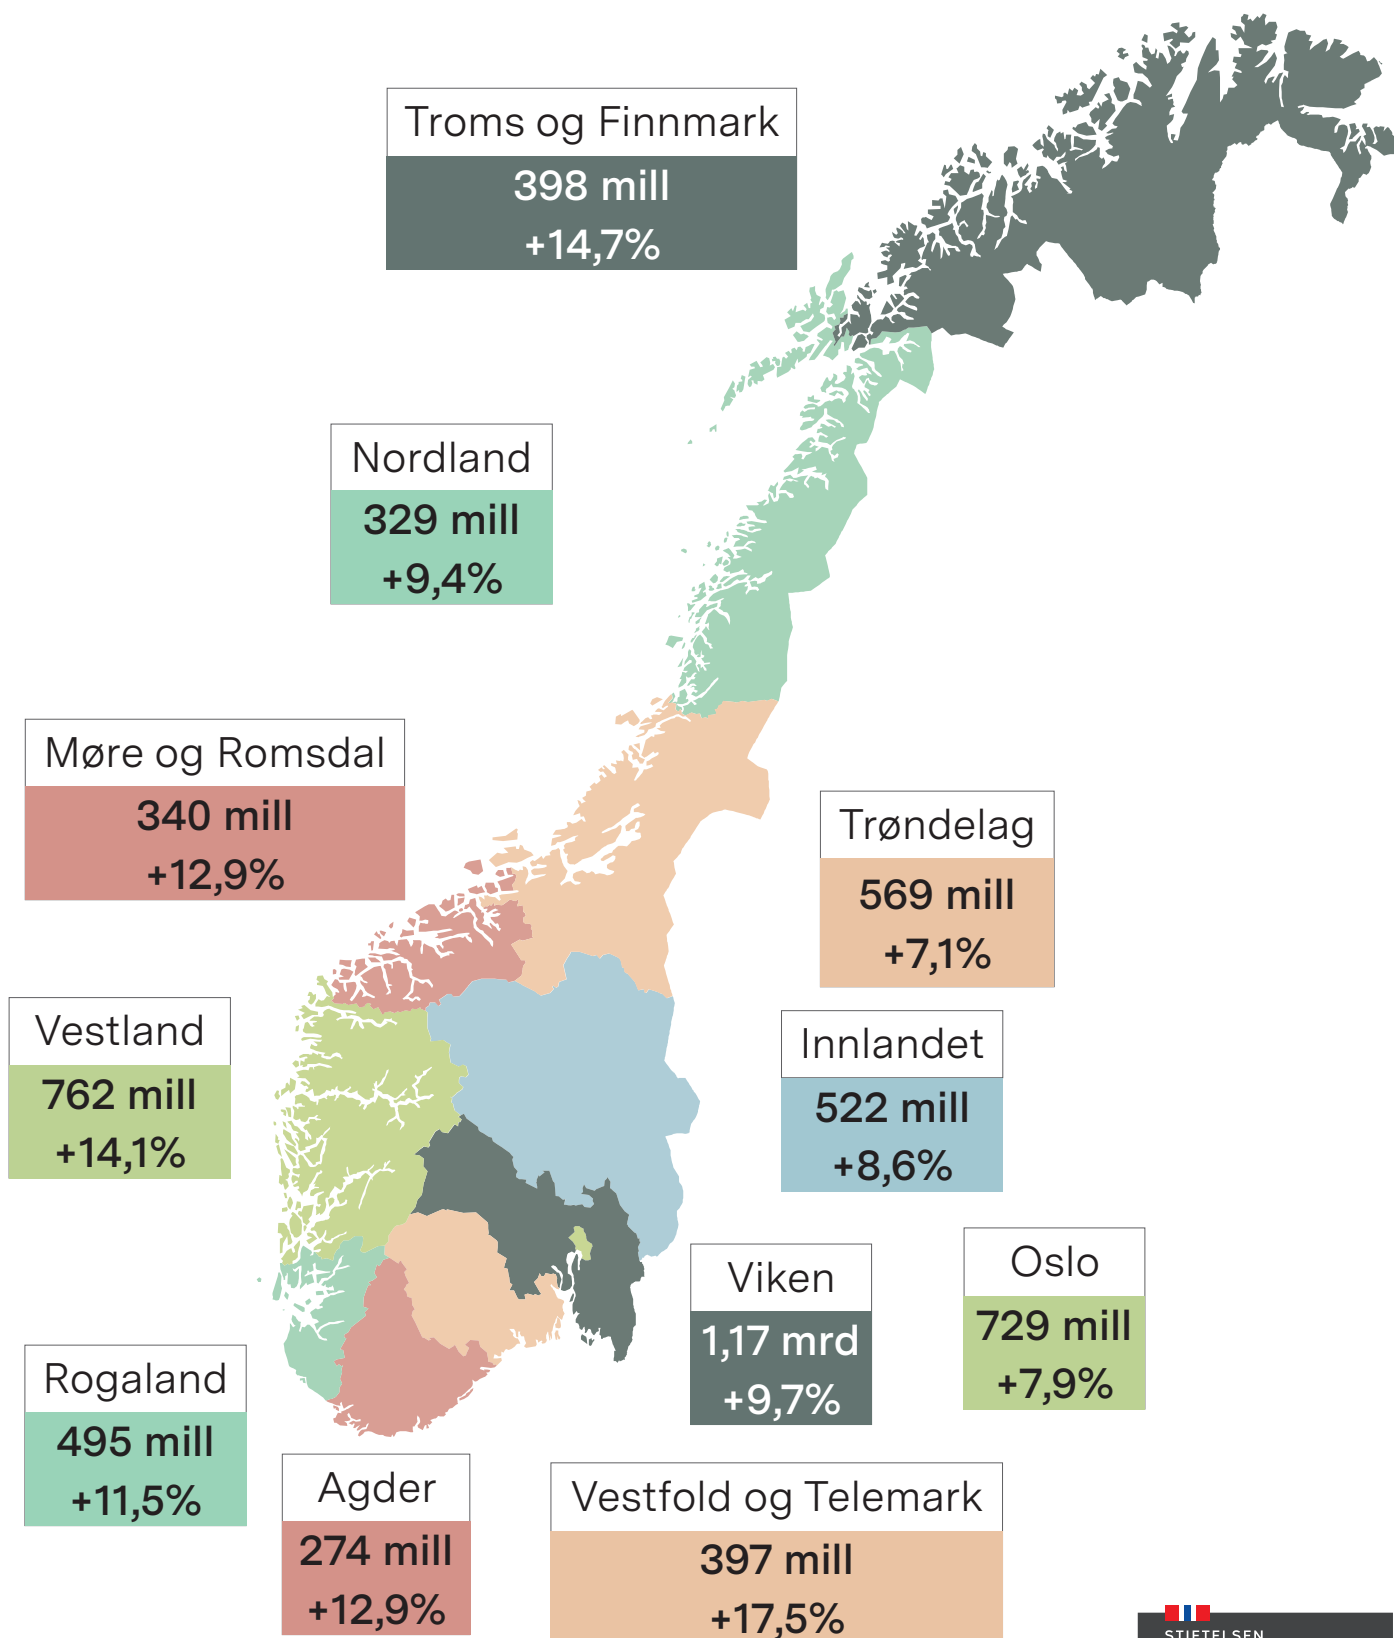 Troms og Finnmark
398 mill
+14,7%
Nordland
329 mill
+9,4%
Møre og Romsdal
340 mill
+12,9%
Trøndelag
569 mill
+7,1%
Vestland
762 mill
+14,1%
Innlandet
522 mill
+8,6%
Viken
1,17 mrd
+9,7%
Oslo
729 mill
+7,9%
Rogaland
495 mill
+11,5%
Agder
274 mill
+12,9%
Vestfold og Telemark
397 mill
+17,5%
STIFTELSEN